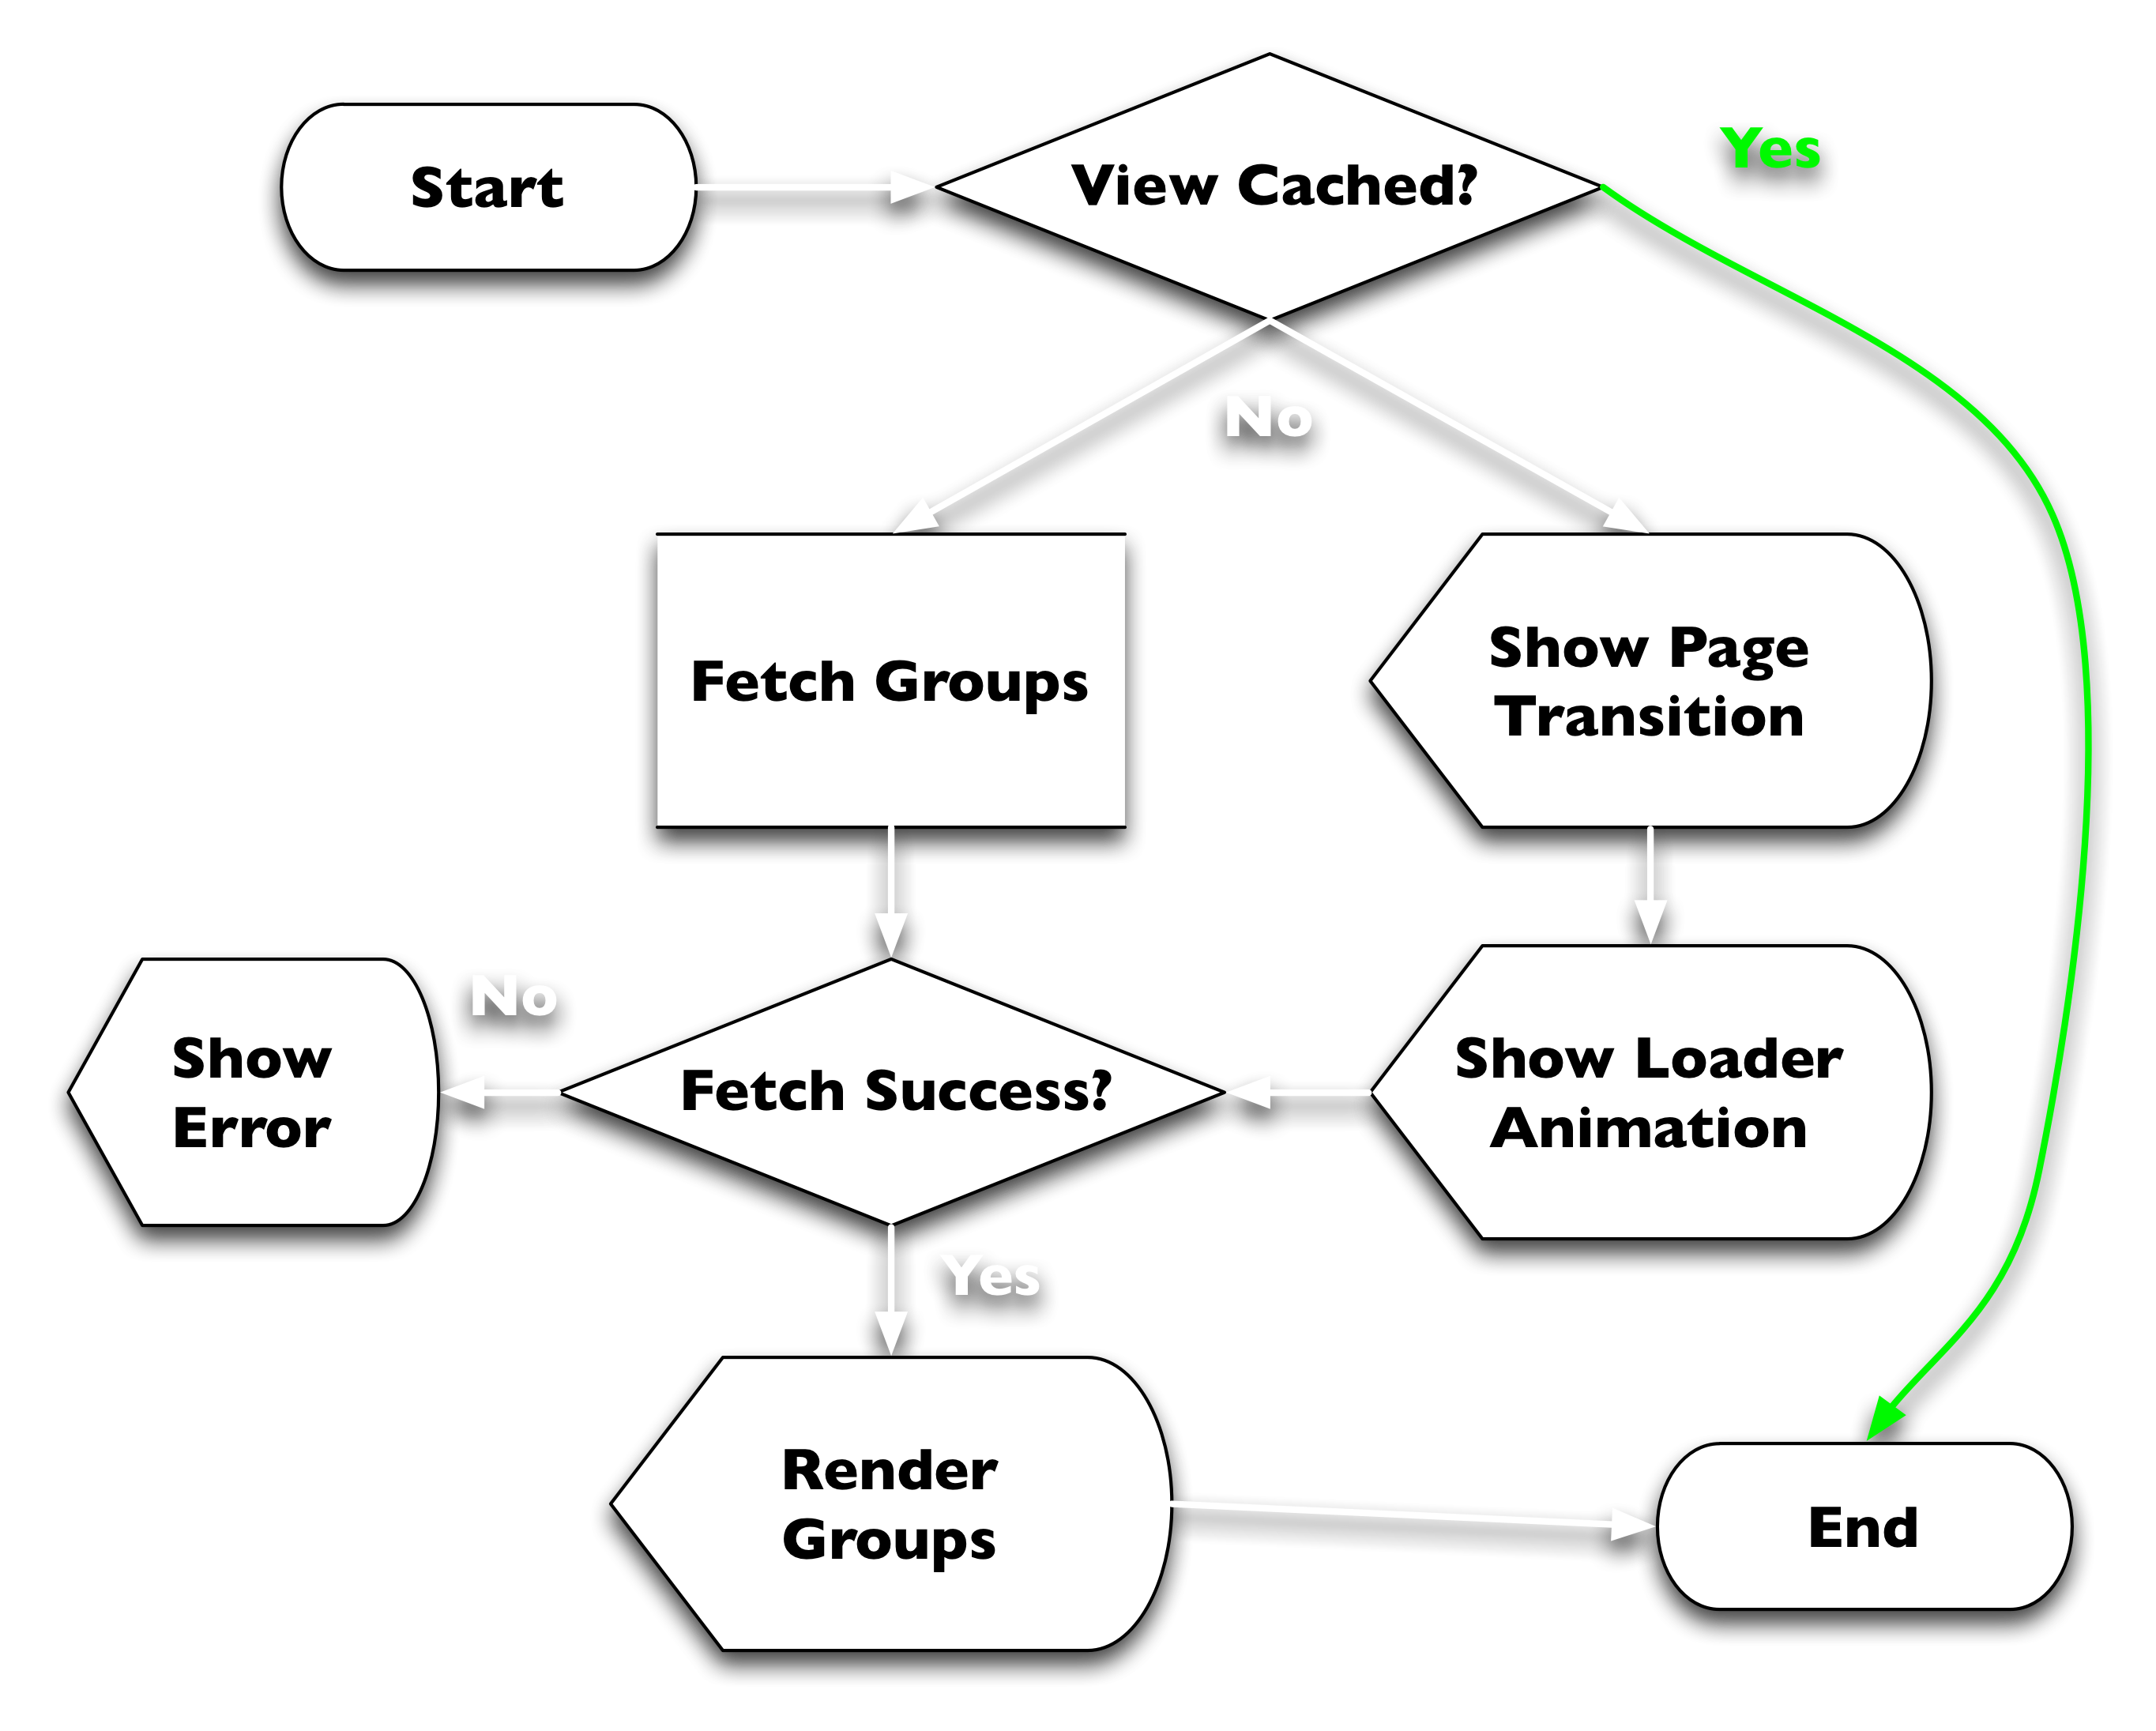 Start
View Cached?
Yes
No
Fetch Groups
Show Page
Transition
No
Show
Error
Fetch Success?
Show Loader
Animation
Yes
Render
Groups
End